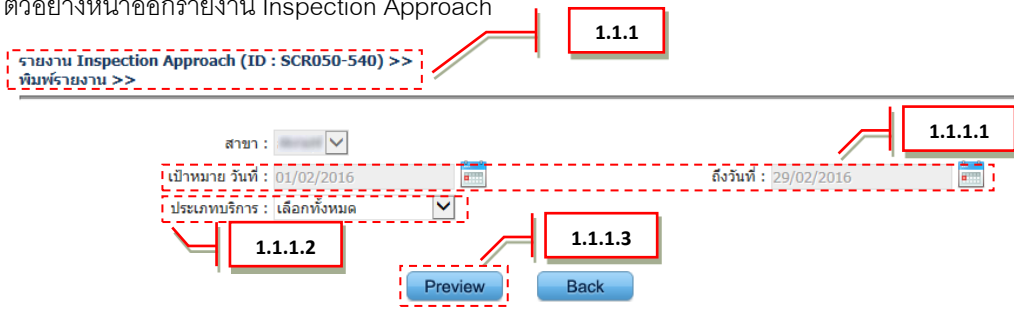 ตัวอย่างหน้าออกรายงาน Inspection Approach
1.1.1
รายงาน Inspection Approach (ID : SCR050-540) >>
พิมพ์รายงาน >>
1.1.1.1
สาขา :
เป้าหมาย วันที่ : 01/02/2016 ถึงวันที่ : 29/02/2016
ประเภทบริการ : เลือกทั้งหมด
1.1.1.2
1.1.1.3
Preview Back